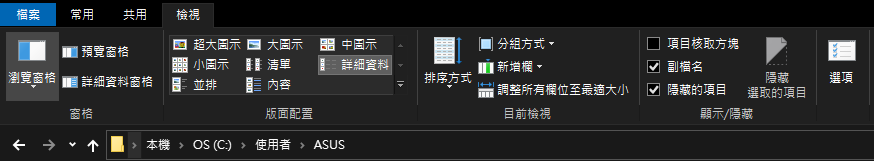 檔案 常用 共用 檢視
瀏覽窗格
預覽窗格
詳細資料窗格
窗格
超大圖示 大圖示 中圖示
小圖示 清單 詳細資料
並排 內容
版面配置
排序方式
分組方式
新增欄
調整所有欄位至最適大小
目前檢視
項目核取方塊
副檔名
隱藏的項目
隱藏
選取的項目
顯示/隱藏
選項
本機 OS (C:) 使用者 ASUS